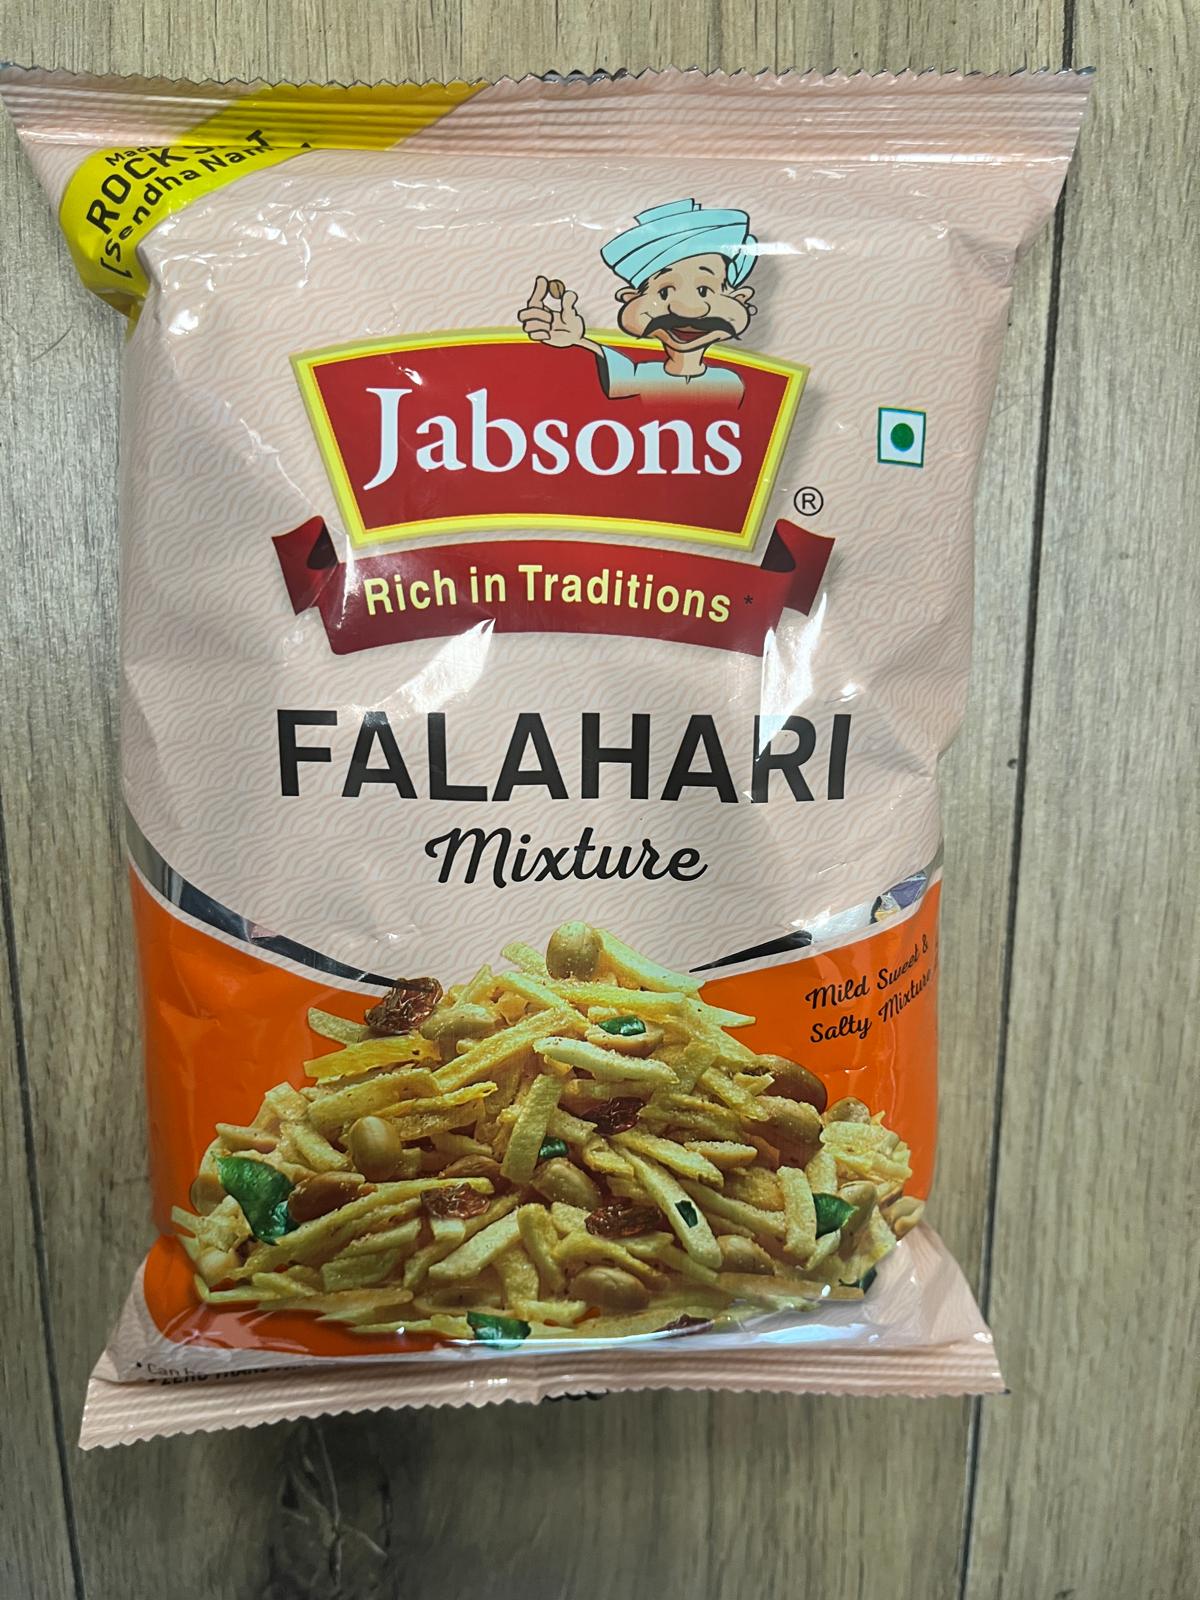 ROCK
[Sendha
Jabsons
®
Rich in Traditions *
FALAHARI
Mixture
Mild Sweet &
Salty Mixture